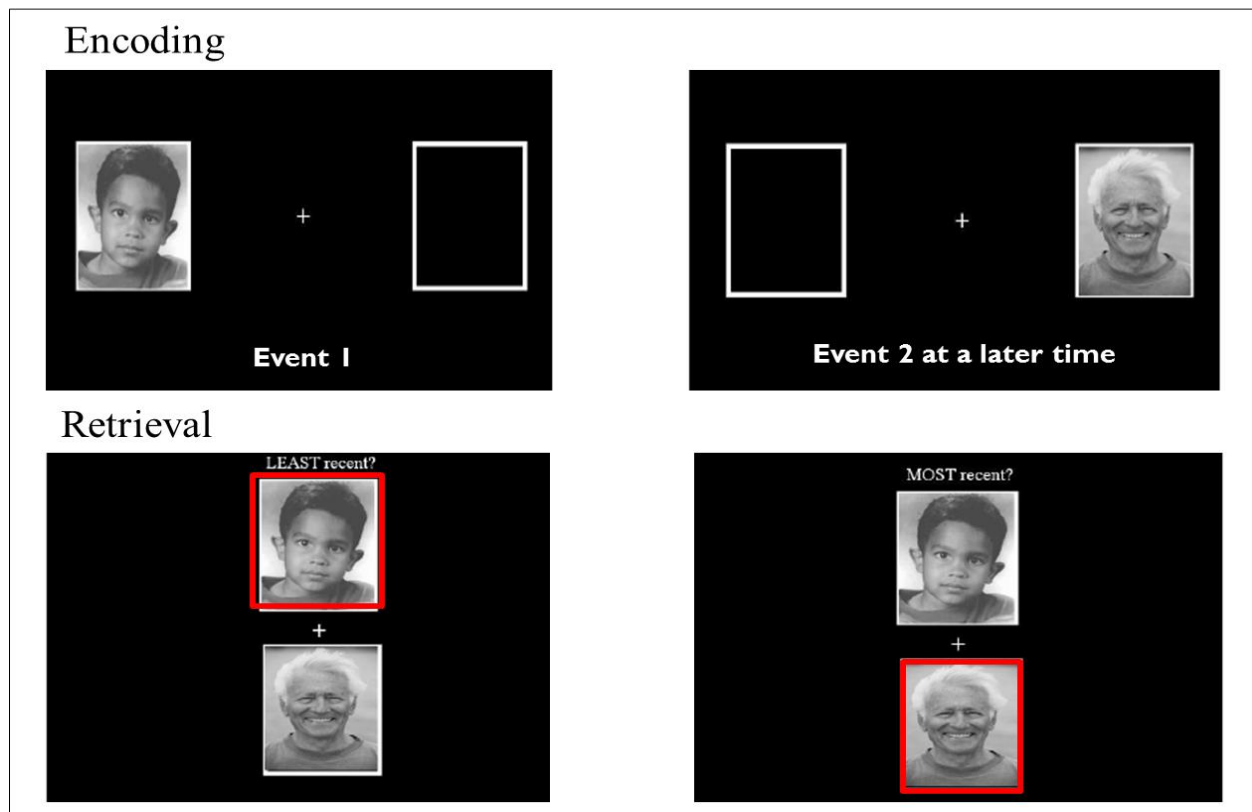 Encoding
+
+
Event 1
Event 2 at a later time
Retrieval
LEAST recent?
+
MOST recent?
+